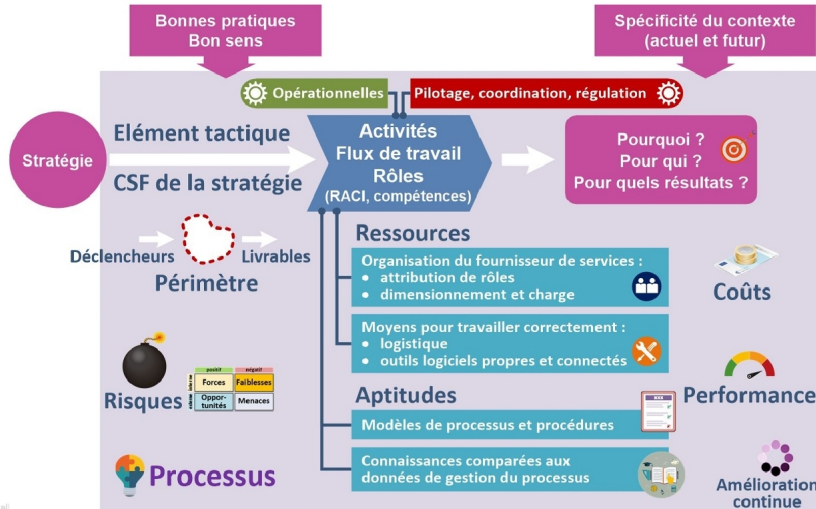 Bonnes pratiques
Bon sens
Spécificité du contexte
(actuel et futur)
Opérationnelles
Pilotage, coordination, régulation
Stratégie
Elément tactique
CSF de la stratégie
Activités
Flux de travail
Rôles
(RACI, compétences)
Pourquoi ?
Pour qui ?
Pour quels résultats ?
Déclencheurs
Livrables
Périmètre
Ressources
Organisation du fournisseur de services :
• attribution de rôles
• dimensionnement et charge
Moyens pour travailler correctement :
• logistique
• outils logiciels propres et connectés
Coûts
Risques
positif
négatif
interne
Forces
Faiblesses
externe
Oppor-
tunités
Menaces
Aptitudes
Modèles de processus et procédures
Connaissances comparées aux
données de gestion du processus
Performance
Processus
Amélioration
continue